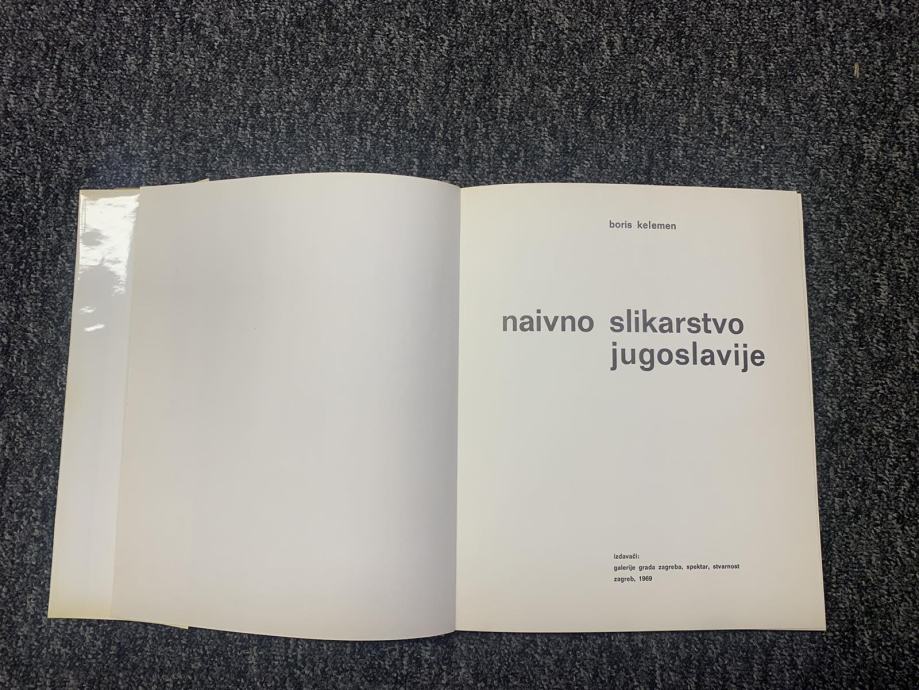 boris kelemen
naivno slikarstvo
jugoslavije
izdavači:
galerije grada zagreba, spektar, stvarnost
zagreb, 1969